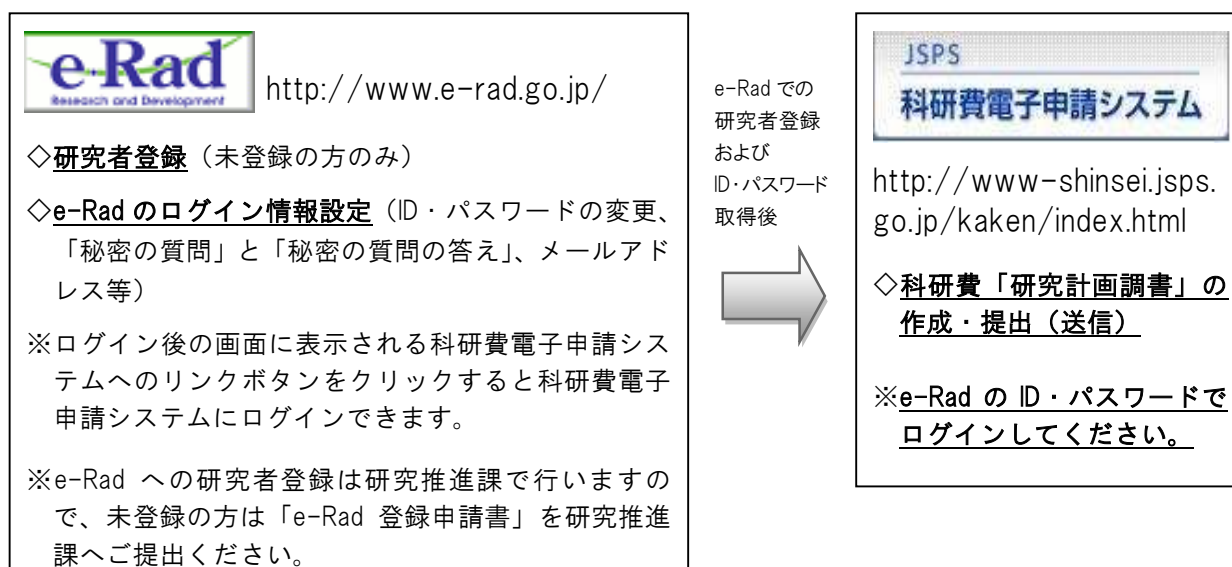 e-Rad
Research and Development
http://www.e-rad.go.jp/
◇研究者登録（未登録の方のみ）
◇e-Rad のログイン情報設定（ID・パスワードの変更、
「秘密の質問」と「秘密の質問の答え」、メールアド
レス等）
※ログイン後の画面に表示される科研費電子申請シス
テムへのリンクボタンをクリックすると科研費電子
申請システムにログインできます。
※e-Rad への研究者登録は研究推進課で行いますの
で、未登録の方は「e-Rad 登録申請書」を研究推進
課へご提出ください。
e-Rad での
研究者登録
および
ID・パスワード
取得後
JSPS
科研費電子申請システム
http://www-shinsei.jsps.
go.jp/kaken/index.html
◇科研費「研究計画調書」の
作成・提出（送信）
※e-Rad の ID・パスワードで
ログインしてください。